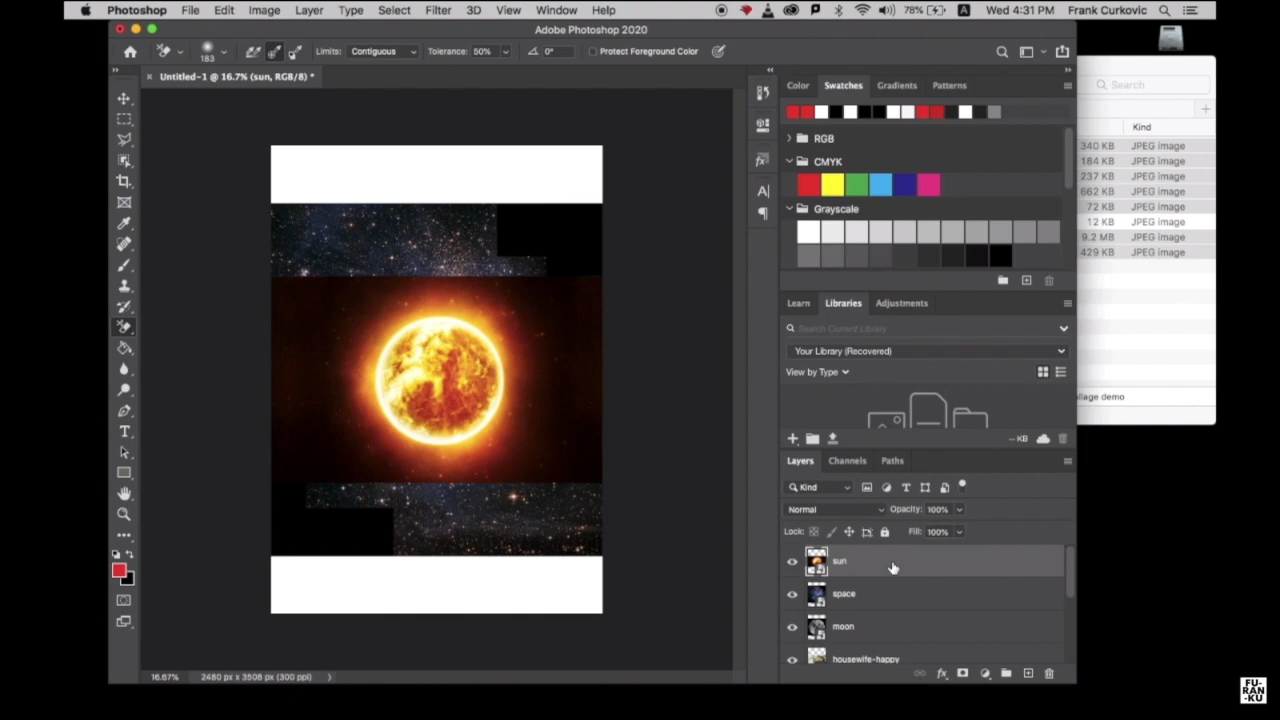 Photoshop File Edit Image Layer Type Select Filter 3D View Window Help 78% A Wed 4:31 PM Frank Curkovic
Adobe Photoshop 2020
183 Limits: Contiguous Tolerance: 50% 0° Protect Foreground Color
× Untitled-1 @ 16.7% (sun, RGB/8) *
Color Swatches Gradients Patterns
RGB
CMYK
Grayscale
Learn Libraries Adjustments
Search Current Library
Your Library (Recovered)
View by Type
-- KB
Layers Channels Paths
Kind
Normal Opacity: 100%
Lock: Fill: 100%
sun
space
moon
housewife-happy
16.67% 2480 px x 3508 px (300 ppi)
Search
Kind
340 KB JPEG image
184 KB JPEG image
237 KB JPEG image
662 KB JPEG image
72 KB JPEG image
12 KB JPEG image
9.2 MB JPEG image
429 KB JPEG image
ollage demo
FU-
RAN-
KU